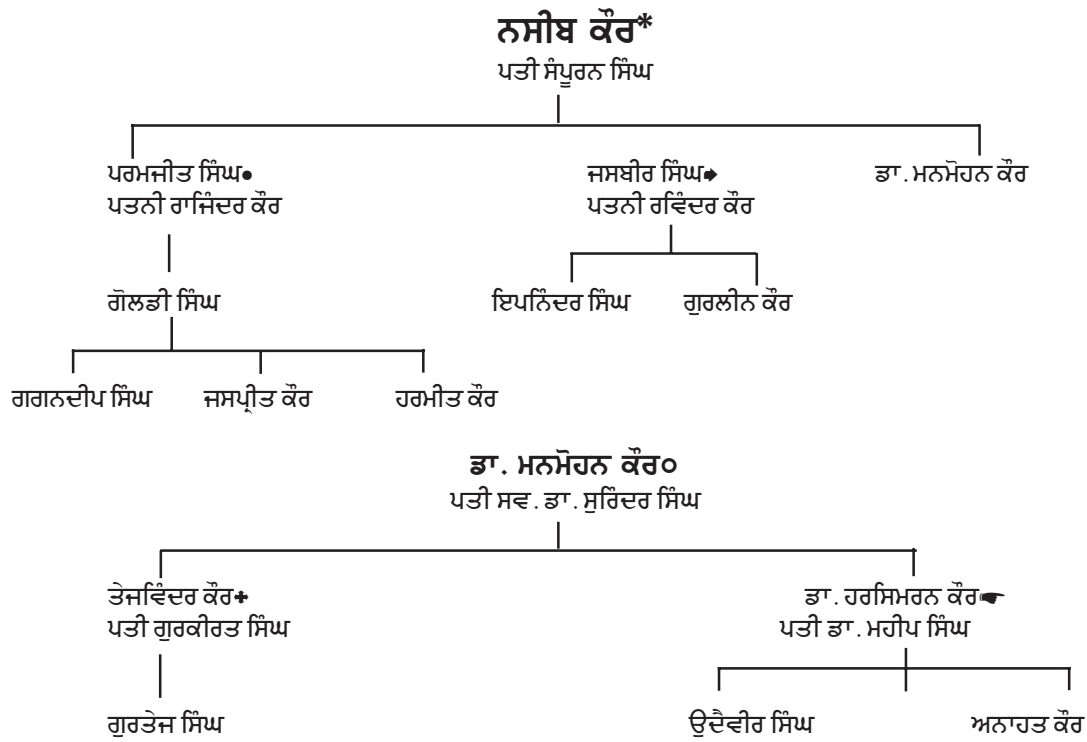 ਨਸੀਬ ਕੌਰ*
ਪਤੀ ਸੰਪੂਰਨ ਸਿੰਘ
ਪਰਮਜੀਤ ਸਿੰਘ● ਜਸਬੀਰ ਸਿੰਘ➧ ਡਾ. ਮਨਮੋਹਨ ਕੌਰ
ਪਤਨੀ ਰਾਜਿੰਦਰ ਕੌਰ ਪਤਨੀ ਰਵਿੰਦਰ ਕੌਰ
ਗੋਲਡੀ ਸਿੰਘ ਇਪਨਿੰਦਰ ਸਿੰਘ ਗੁਰਲੀਨ ਕੌਰ
ਗਗਨਦੀਪ ਸਿੰਘ ਜਸਪ੍ਰੀਤ ਕੌਰ ਹਰਮੀਤ ਕੌਰ
ਡਾ. ਮਨਮੋਹਨ ਕੌਰ੦
ਪਤੀ ਸਵ. ਡਾ. ਸੁਰਿੰਦਰ ਸਿੰਘ
ਤੇਜਵਿੰਦਰ ਕੌਰ✚ ਡਾ. ਹਰਸਿਮਰਨ ਕੌਰ☛
ਪਤੀ ਗੁਰਕੀਰਤ ਸਿੰਘ ਪਤੀ ਡਾ. ਮਹੀਪ ਸਿੰਘ
ਗੁਰਤੇਜ ਸਿੰਘ ਉਦੈਵੀਰ ਸਿੰਘ ਅਨਾਹਤ ਕੌਰ